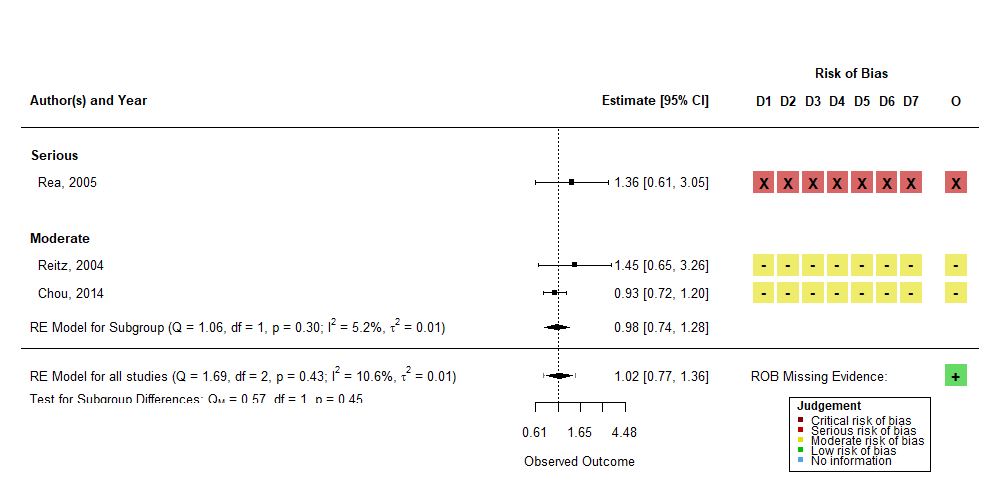 Risk of Bias
Author(s) and Year Estimate [95% CI] D1 D2 D3 D4 D5 D6 D7 O
Serious
Rea, 2005 1.36 [0.61, 3.05] X X X X X X X X
Moderate
Reitz, 2004 1.45 [0.65, 3.26] - - - - - - - -
Chou, 2014 0.93 [0.72, 1.20] - - - - - - - -
RE Model for Subgroup (Q = 1.06, df = 1, p = 0.30; I² = 5.2%, τ² = 0.01) 0.98 [0.74, 1.28]
RE Model for all studies (Q = 1.69, df = 2, p = 0.43; I² = 10.6%, τ² = 0.01) 1.02 [0.77, 1.36] ROB Missing Evidence: +
Test for Subgroup Differences: Qᴍ = 0.57, df = 1, p = 0.45
0.61 1.65 4.48
Observed Outcome
Judgement
Critical risk of bias
Serious risk of bias
Moderate risk of bias
Low risk of bias
No information